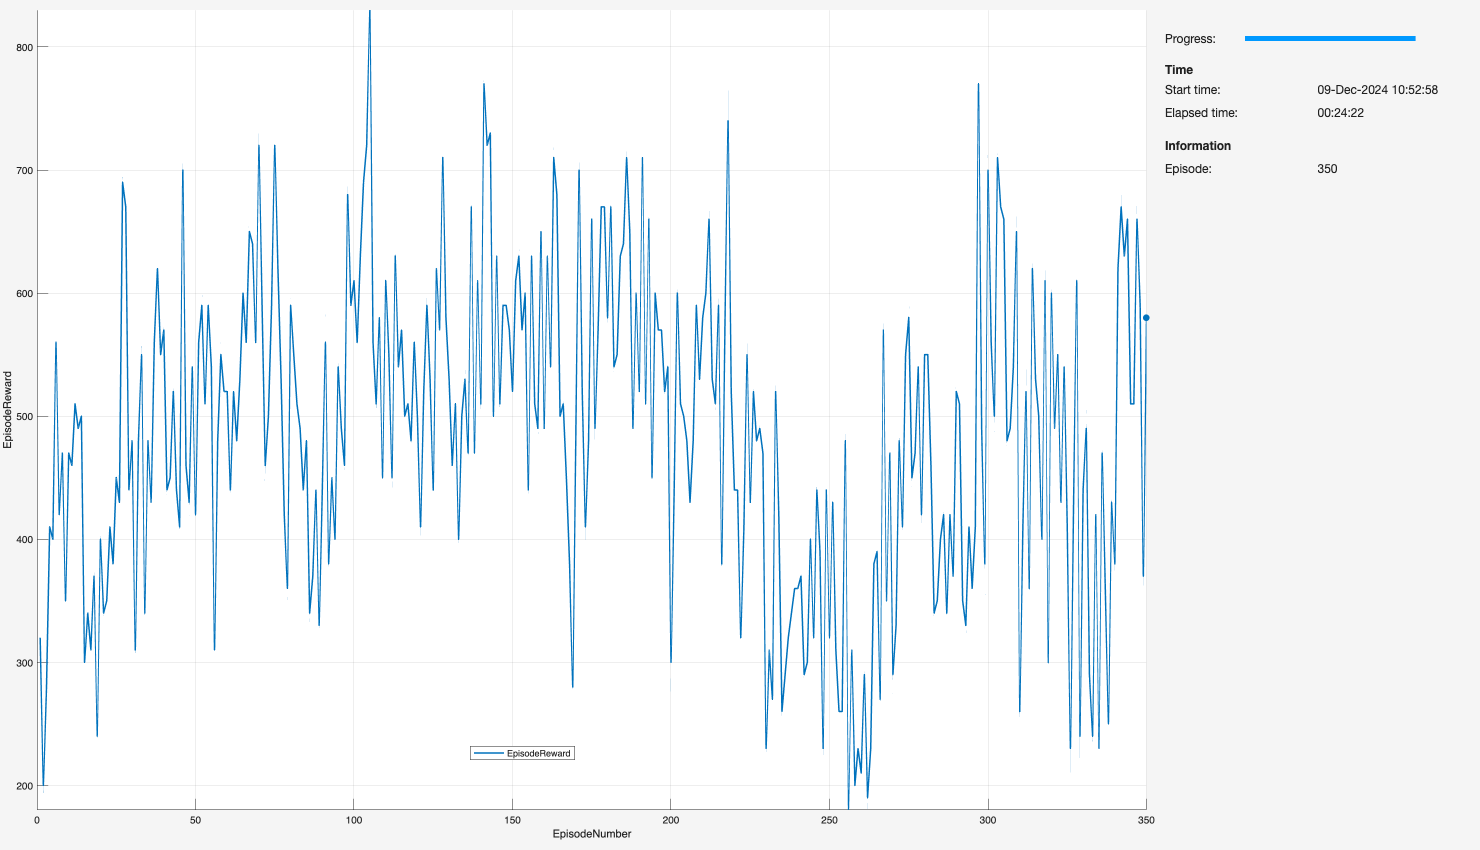 800
700
600
500
400
300
200
EpisodeReward
0 50 100 150 200 250 300 350
EpisodeNumber
EpisodeReward
Progress:
Time
Start time: 09-Dec-2024 10:52:58
Elapsed time: 00:24:22
Information
Episode: 350